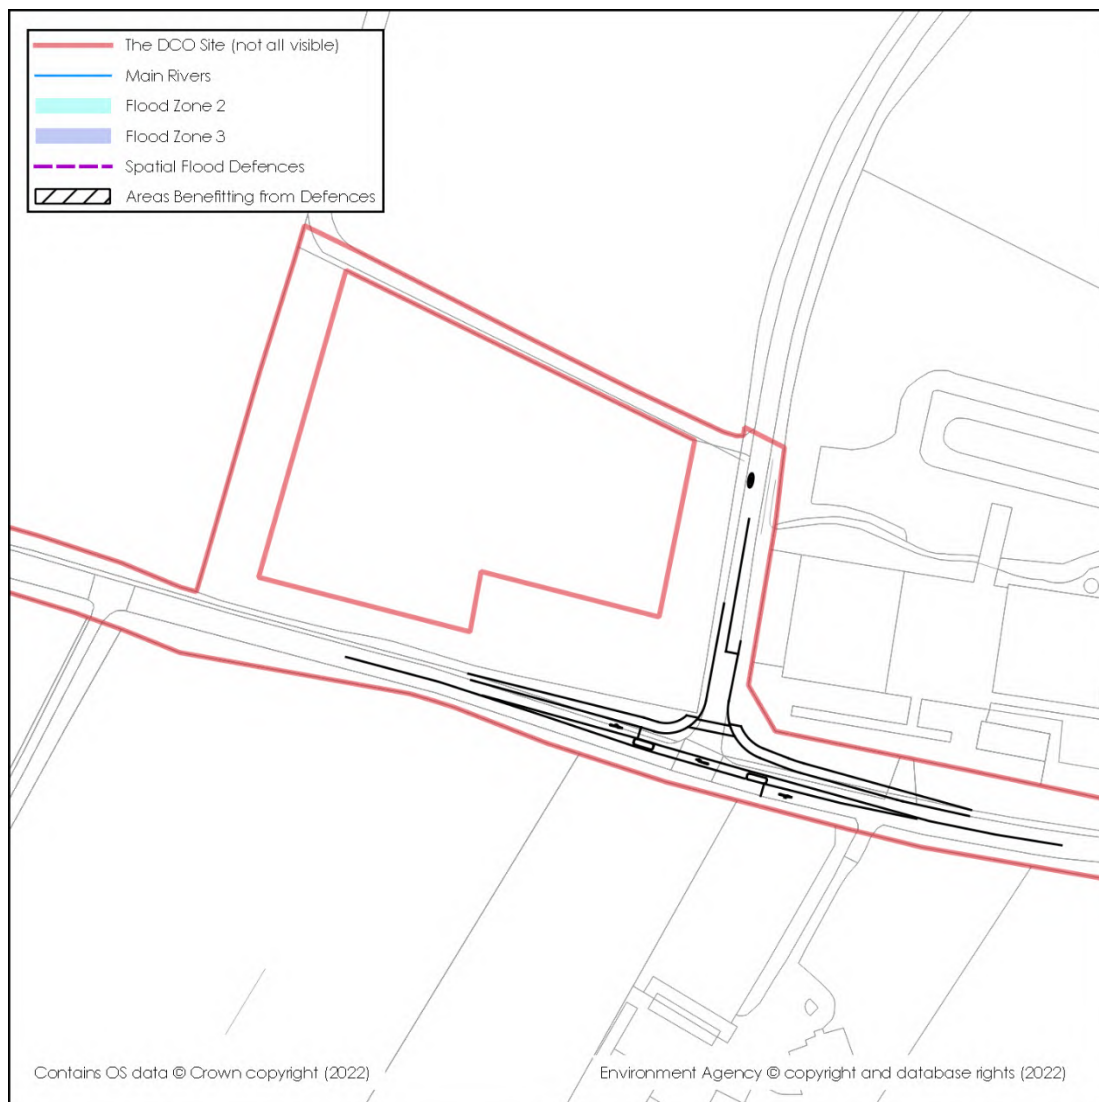 The DCO Site (not all visible)
Main Rivers
Flood Zone 2
Flood Zone 3
Spatial Flood Defences
Areas Benefitting from Defences
Contains OS data © Crown copyright (2022)
Environment Agency © copyright and database rights (2022)